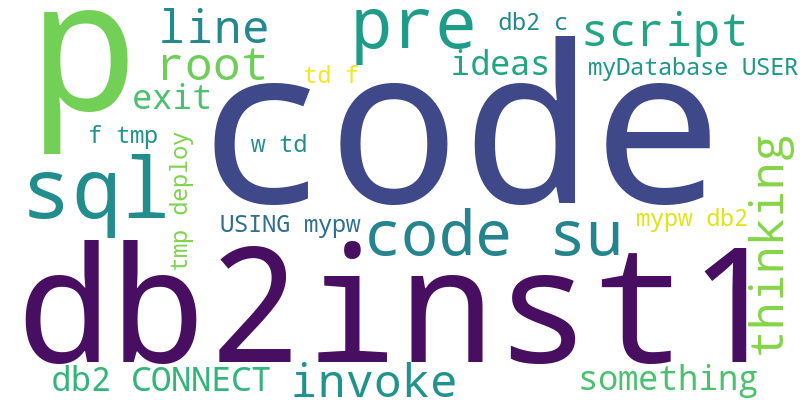 p
line
pre
db2 c
script
root
td f
ideas
myDatabase USER
exit
code
f tmp
w td
sql
tmp deploy
thinking
USING mypw
code su
mypw db2
db2inst1
db2 CONNECT
invoke
something